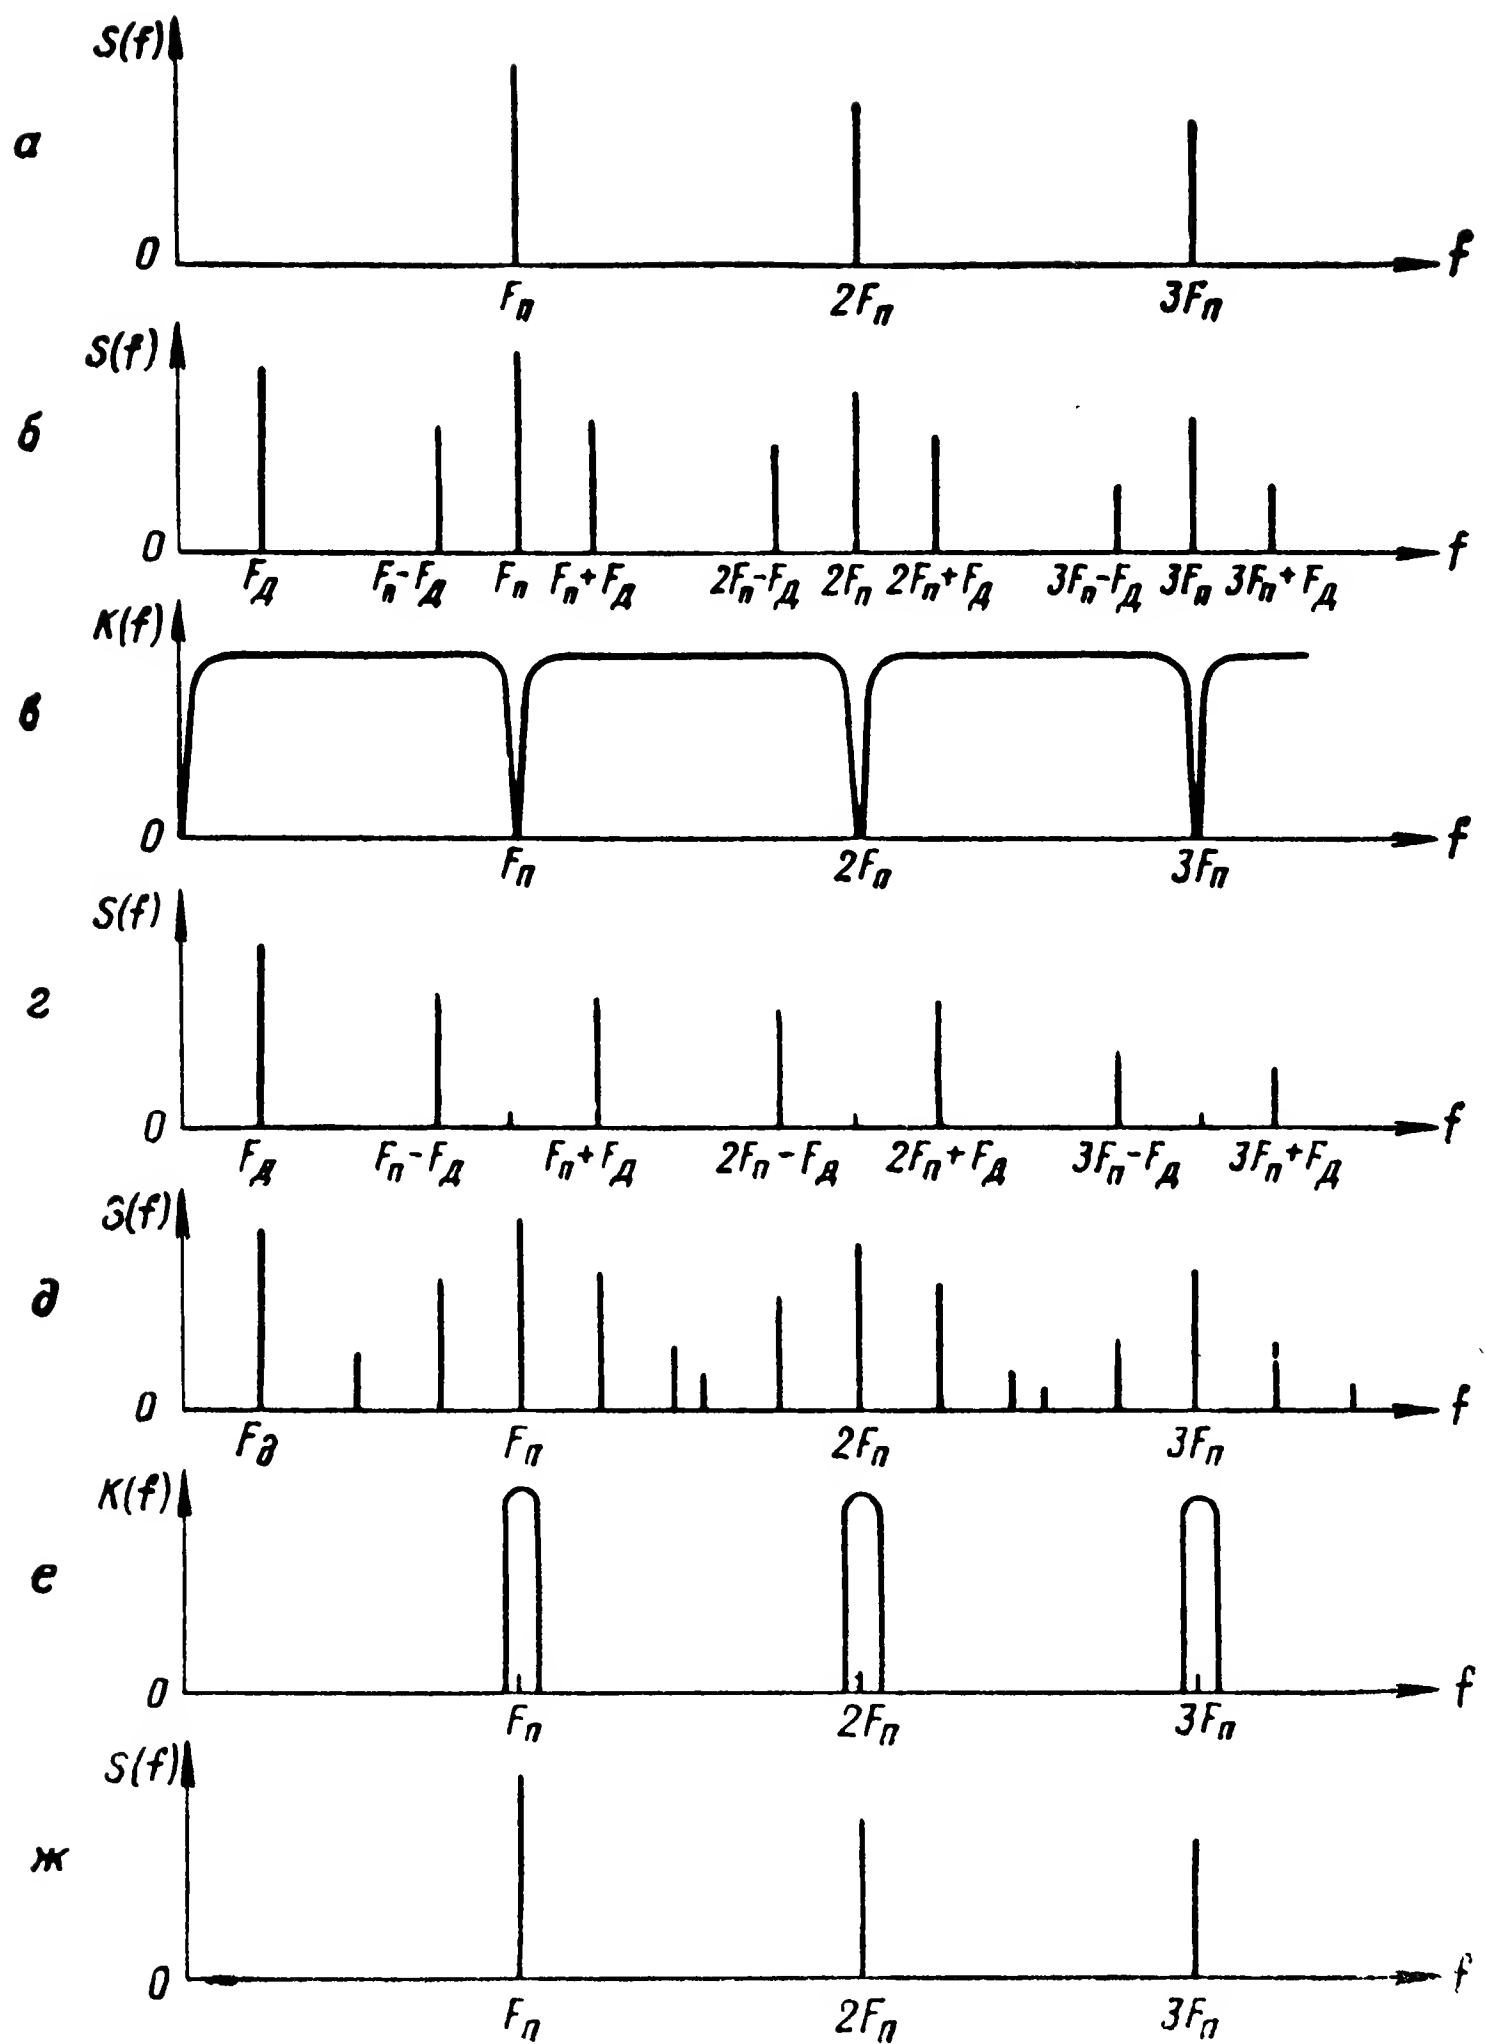 S(f)
а
0
f
Fп 2Fп 3Fп
S(f)
б
0
f
Fд Fп-Fд Fп Fп+Fд 2Fп-Fд 2Fп 2Fп+Fд 3Fп-Fд 3Fп 3Fп+Fд
K(f)
в
0
f
Fп 2Fп 3Fп
S(f)
г
0
f
Fд Fп-Fд Fп+Fд 2Fп-Fд 2Fп+Fд 3Fп-Fд 3Fп+Fд
S(f)
д
0
f
Fд Fп 2Fп 3Fп
K(f)
е
0
f
Fп 2Fп 3Fп
S(f)
ж
0
f
Fп 2Fп 3Fп